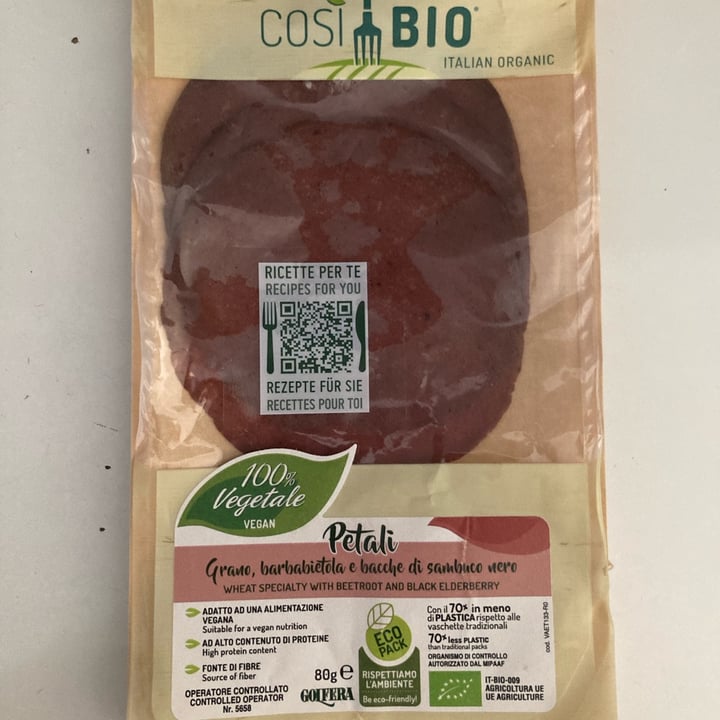 COSÌ BIO®
ITALIAN ORGANIC
RICETTE PER TE
RECIPES FOR YOU
REZEPTE FÜR SIE
RECETTES POUR TOI
100%
Vegetale
VEGAN
Petali
Grano, barbabietola e bacche di sambuco nero
WHEAT SPECIALTY WITH BEETROOT AND BLACK ELDERBERRY
ADATTO AD UNA ALIMENTAZIONE
VEGANA
Suitable for a vegan nutrition
AD ALTO CONTENUTO DI PROTEINE
High protein content
FONTE DI FIBRE
Source of fiber
OPERATORE CONTROLLATO
CONTROLLED OPERATOR
Nr. 5658
80g e
GOLFERA
ECO
PACK
RISPETTIAMO
L'AMBIENTE
Be eco-friendly!
Con il 70% in meno
di PLASTICA rispetto alle
vaschette tradizionali
70% less PLASTIC
than traditional packs
ORGANISMO DI CONTROLLO
AUTORIZZATO DAL MIPAAF
IT-BIO-009
AGRICOLTURA UE
UE AGRICULTURE
cod. VAET133-R0